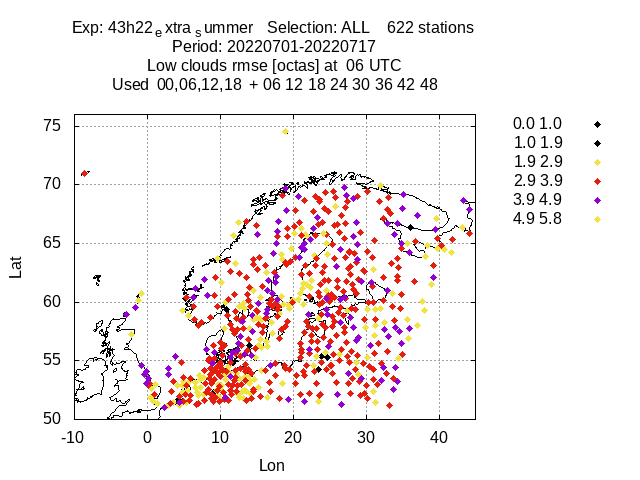 Exp: 43h22extrasummer Selection: ALL 622 stations
Period: 20220701-20220717
Low clouds rmse [octas] at 06 UTC
Used 00,06,12,18 + 06 12 18 24 30 36 42 48
0.0 1.0
1.0 1.9
1.9 2.9
2.9 3.9
3.9 4.9
4.9 5.8
75
70
65
60
55
50
Lat
-10 0 10 20 30 40
Lon